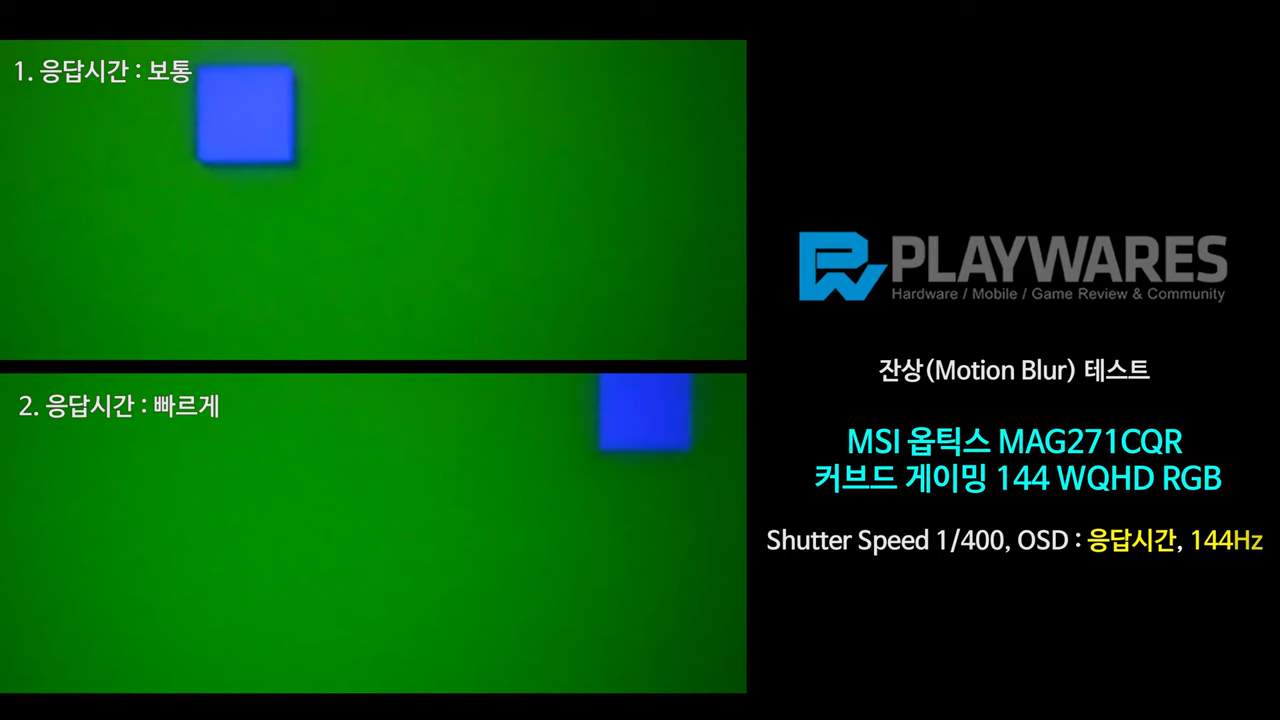 1. 응답시간 : 보통
2. 응답시간 : 빠르게
PLAYWARES
Hardware / Mobile / Game Review & Community
잔상(Motion Blur) 테스트
MSI 옵틱스 MAG271CQR
커브드 게이밍 144 WQHD RGB
Shutter Speed 1/400, OSD : 응답시간, 144Hz